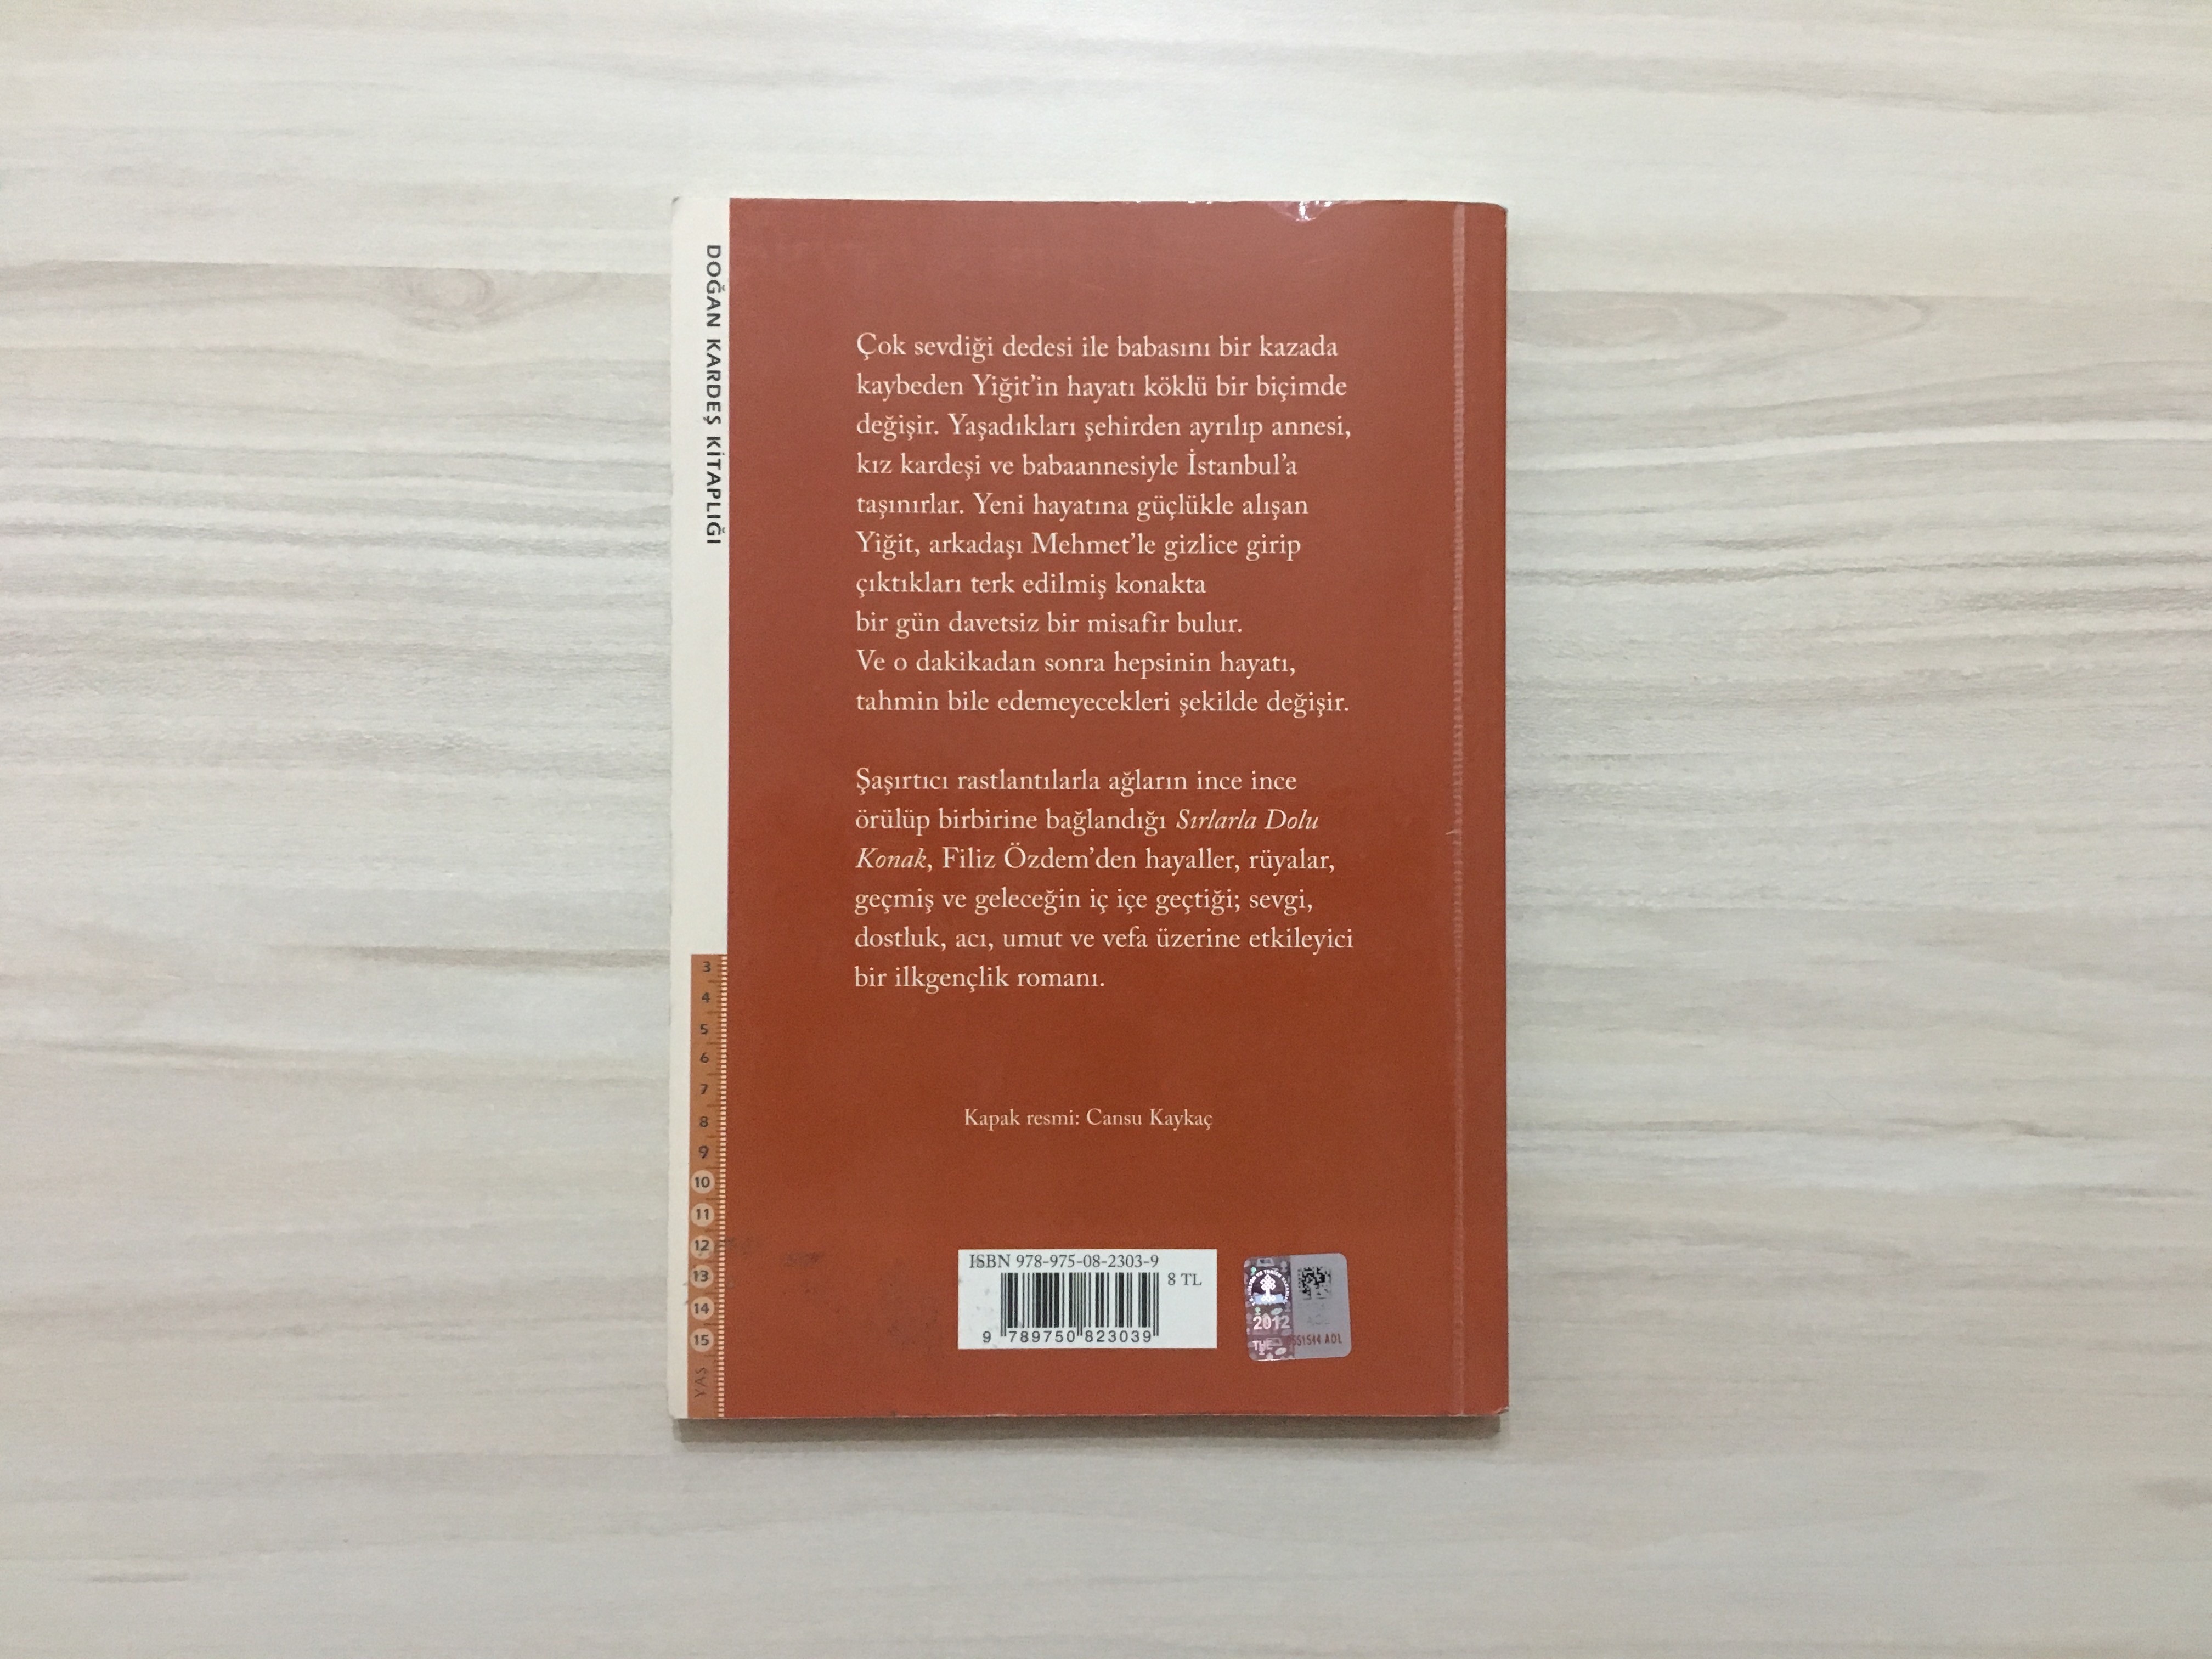 DOĞAN KARDEŞ KİTAPLIĞI
Çok sevdiği dedesi ile babasını bir kazada
kaybeden Yiğit'in hayatı köklü bir biçimde
değişir. Yaşadıkları şehirden ayrılıp annesi,
kız kardeşi ve babaannesiyle İstanbul'a
taşınırlar. Yeni hayatına güçlükle alışan
Yiğit, arkadaşı Mehmet'le gizlice girip
çıktıkları terk edilmiş konakta
bir gün davetsiz bir misafir bulur.
Ve o dakikadan sonra hepsinin hayatı,
tahmin bile edemeyecekleri şekilde değişir.
Şaşırtıcı rastlantılarla ağların ince ince
örülüp birbirine bağlandığı Sırlarla Dolu
Konak, Filiz Özdem'den hayaller, rüyalar,
geçmiş ve geleceğin iç içe geçtiği; sevgi,
dostluk, acı, umut ve vefa üzerine etkileyici
bir ilkgençlik romanı.
Kapak resmi: Cansu Kaykaç
3
4
5
6
7
8
9
10
11
12
13
14
15
YAŞ
ISBN 978-975-08-2303-9
8 TL
9 789750 823039
2012